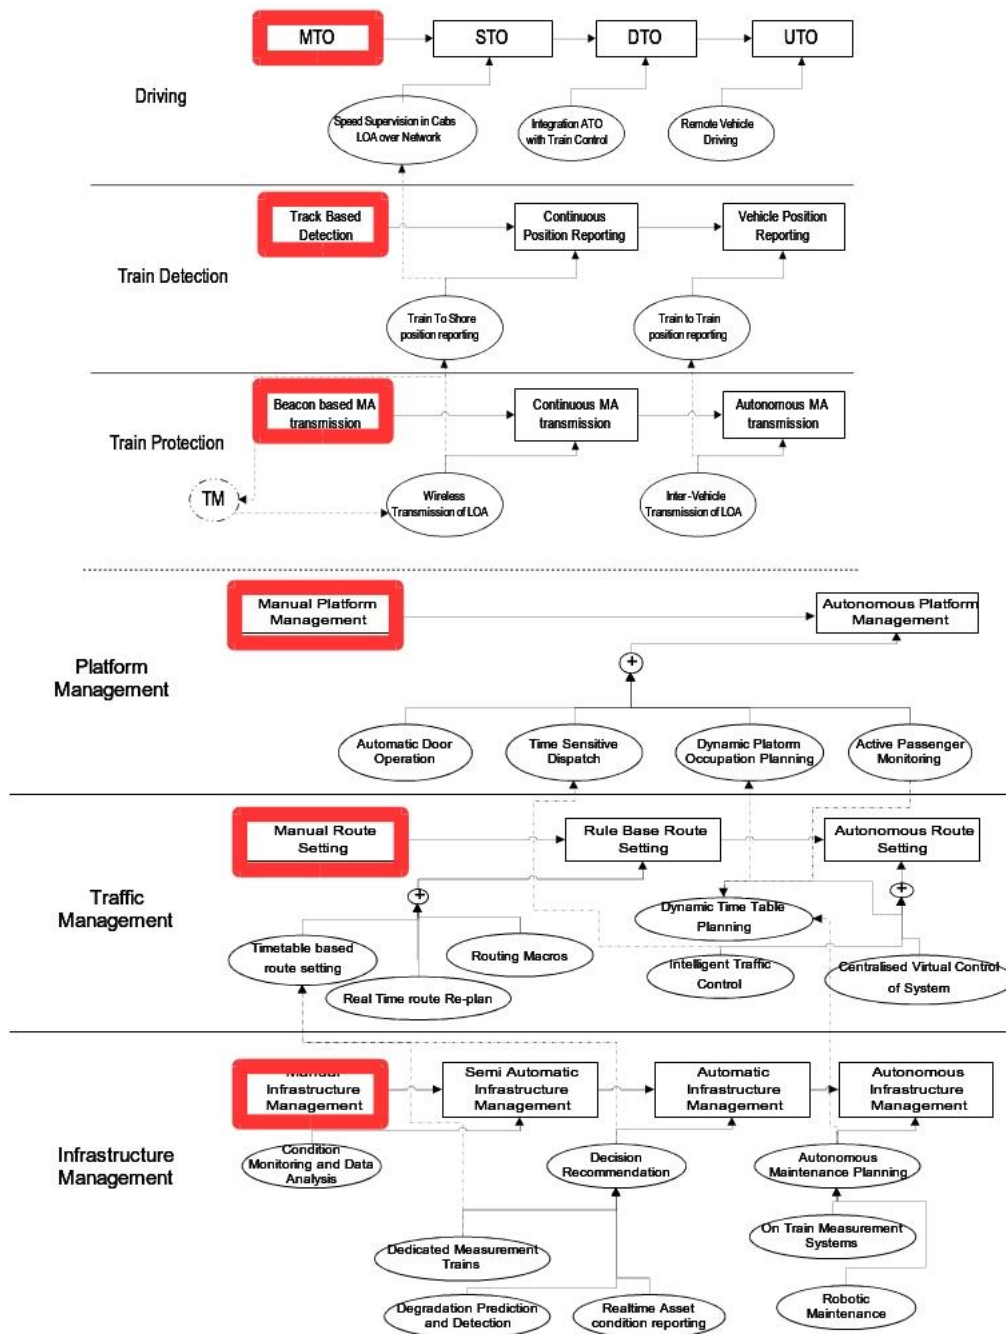 MTO
STO
DTO
UTO
Driving
Speed Supervision in Cabs
LOA over Network
Integration ATO
with Train Control
Remote Vehicle
Driving
Track Based
Detection
Continuous
Position Reporting
Vehicle Position
Reporting
Train Detection
Train To Shore
position reporting
Train to Train
position reporting
Beacon based MA
transmission
Continuous MA
transmission
Autonomous MA
transmission
Train Protection
TM
Wireless
Transmission of LOA
Inter-Vehicle
Transmission of LOA
Manual Platform
Management
Autonomous Platform
Management
Platform
Management
+
Automatic Door
Operation
Time Sensitive
Dispatch
Dynamic Platorm
Occupation Planning
Active Passenger
Monitoring
Manual Route
Setting
Rule Base Route
Setting
Autonomous Route
Setting
Traffic
Management
+
+
Dynamic Time Table
Planning
Timetable based
route setting
Routing Macros
Real Time route Re-plan
Intelligent Traffic
Control
Centralised Virtual Control
of System
Manual
Infrastructure
Management
Semi Automatic
Infrastructure
Management
Automatic
Infrastructure
Management
Autonomous
Infrastructure
Management
Infrastructure
Management
Condition
Monitoring and Data
Analysis
Decision
Recommendation
Autonomous
Maintenance Planning
Dedicated Measurement
Trains
On Train Measurement
Systems
Degradation Prediction
and Detection
Realtime Asset
condition reporting
Robotic
Maintenance